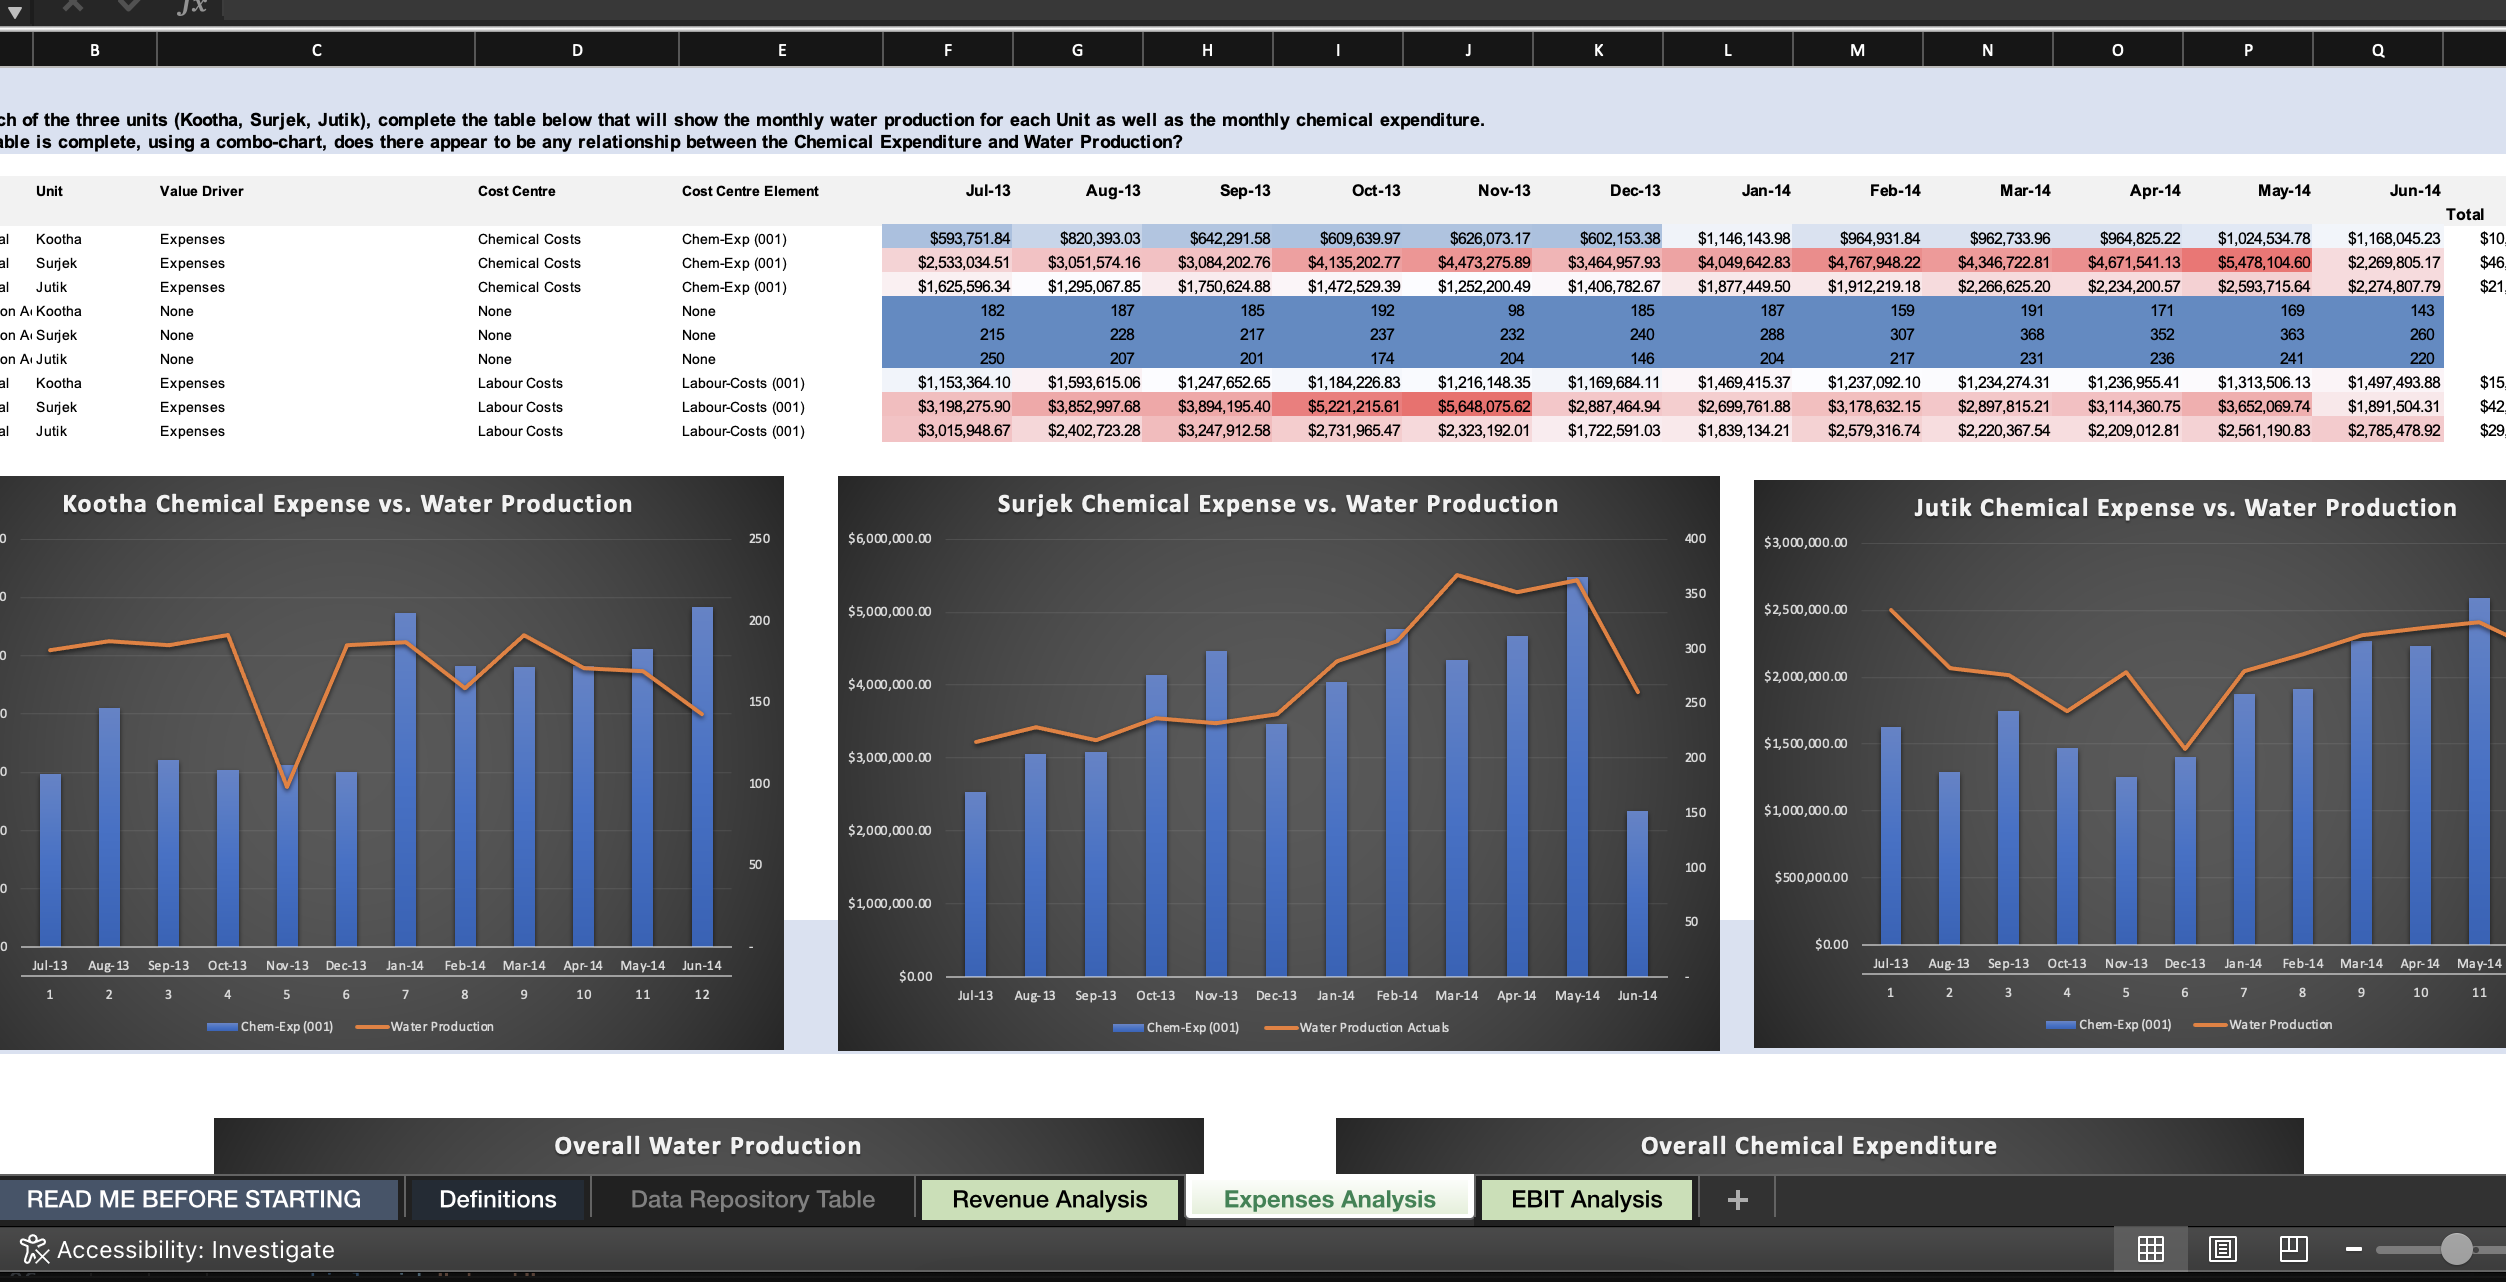 fx
B C D E F G H I J K L M N O P Q
ch of the three units (Kootha, Surjek, Jutik), complete the table below that will show the monthly water production for each Unit as well as the monthly chemical expenditure.
able is complete, using a combo-chart, does there appear to be any relationship between the Chemical Expenditure and Water Production?
Unit Value Driver Cost Centre Cost Centre Element Jul-13 Aug-13 Sep-13 Oct-13 Nov-13 Dec-13 Jan-14 Feb-14 Mar-14 Apr-14 May-14 Jun-14
Total
al Kootha Expenses Chemical Costs Chem-Exp (001) $593,751.84 $820,393.03 $642,291.58 $609,639.97 $626,073.17 $602,153.38 $1,146,143.98 $964,931.84 $962,733.96 $964,825.22 $1,024,534.78 $1,168,045.23 $10,
al Surjek Expenses Chemical Costs Chem-Exp (001) $2,533,034.51 $3,051,574.16 $3,084,202.76 $4,135,202.77 $4,473,275.89 $3,464,957.93 $4,049,642.83 $4,767,948.22 $4,346,722.81 $4,671,541.13 $5,478,104.60 $2,269,805.17 $46,
al Jutik Expenses Chemical Costs Chem-Exp (001) $1,625,596.34 $1,295,067.85 $1,750,624.88 $1,472,529.39 $1,252,200.49 $1,406,782.67 $1,877,449.50 $1,912,219.18 $2,266,625.20 $2,234,200.57 $2,593,715.64 $2,274,807.79 $21,
on A Kootha None None None 182 187 185 192 98 185 187 159 191 171 169 143
on A Surjek None None None 215 228 217 237 232 240 288 307 368 352 363 260
on A Jutik None None None 250 207 201 174 204 146 204 217 231 236 241 220
al Kootha Expenses Labour Costs Labour-Costs (001) $1,153,364.10 $1,593,615.06 $1,247,652.65 $1,184,226.83 $1,216,148.35 $1,169,684.11 $1,469,415.37 $1,237,092.10 $1,234,274.31 $1,236,955.41 $1,313,506.13 $1,497,493.88 $15,
al Surjek Expenses Labour Costs Labour-Costs (001) $3,198,275.90 $3,852,997.68 $3,894,195.40 $5,221,215.61 $5,648,075.62 $2,887,464.94 $2,699,761.88 $3,178,632.15 $2,897,815.21 $3,114,360.75 $3,652,069.74 $1,891,504.31 $42,
al Jutik Expenses Labour Costs Labour-Costs (001) $3,015,948.67 $2,402,723.28 $3,247,912.58 $2,731,965.47 $2,323,192.01 $1,722,591.03 $1,839,134.21 $2,579,316.74 $2,220,367.54 $2,209,012.81 $2,561,190.83 $2,785,478.92 $29,
Kootha Chemical Expense vs. Water Production
0 250
0
200
0
150
0
0 100
0
50
0
0 -
Jul-13 Aug-13 Sep-13 Oct-13 Nov-13 Dec-13 Jan-14 Feb-14 Mar-14 Apr-14 May-14 Jun-14
1 2 3 4 5 6 7 8 9 10 11 12
Chem-Exp (001) Water Production
Surjek Chemical Expense vs. Water Production
$6,000,000.00 400
350
$5,000,000.00
300
$4,000,000.00
250
$3,000,000.00 200
150
$2,000,000.00
100
$1,000,000.00
50
$0.00 -
Jul-13 Aug-13 Sep-13 Oct-13 Nov-13 Dec-13 Jan-14 Feb-14 Mar-14 Apr-14 May-14 Jun-14
Chem-Exp (001) Water Production Actuals
Jutik Chemical Expense vs. Water Production
$3,000,000.00
$2,500,000.00
$2,000,000.00
$1,500,000.00
$1,000,000.00
$500,000.00
$0.00
Jul-13 Aug-13 Sep-13 Oct-13 Nov-13 Dec-13 Jan-14 Feb-14 Mar-14 Apr-14 May-14
1 2 3 4 5 6 7 8 9 10 11
Chem-Exp (001) Water Production
Overall Water Production
Overall Chemical Expenditure
READ ME BEFORE STARTING Definitions Data Repository Table Revenue Analysis Expenses Analysis EBIT Analysis +
Accessibility: Investigate